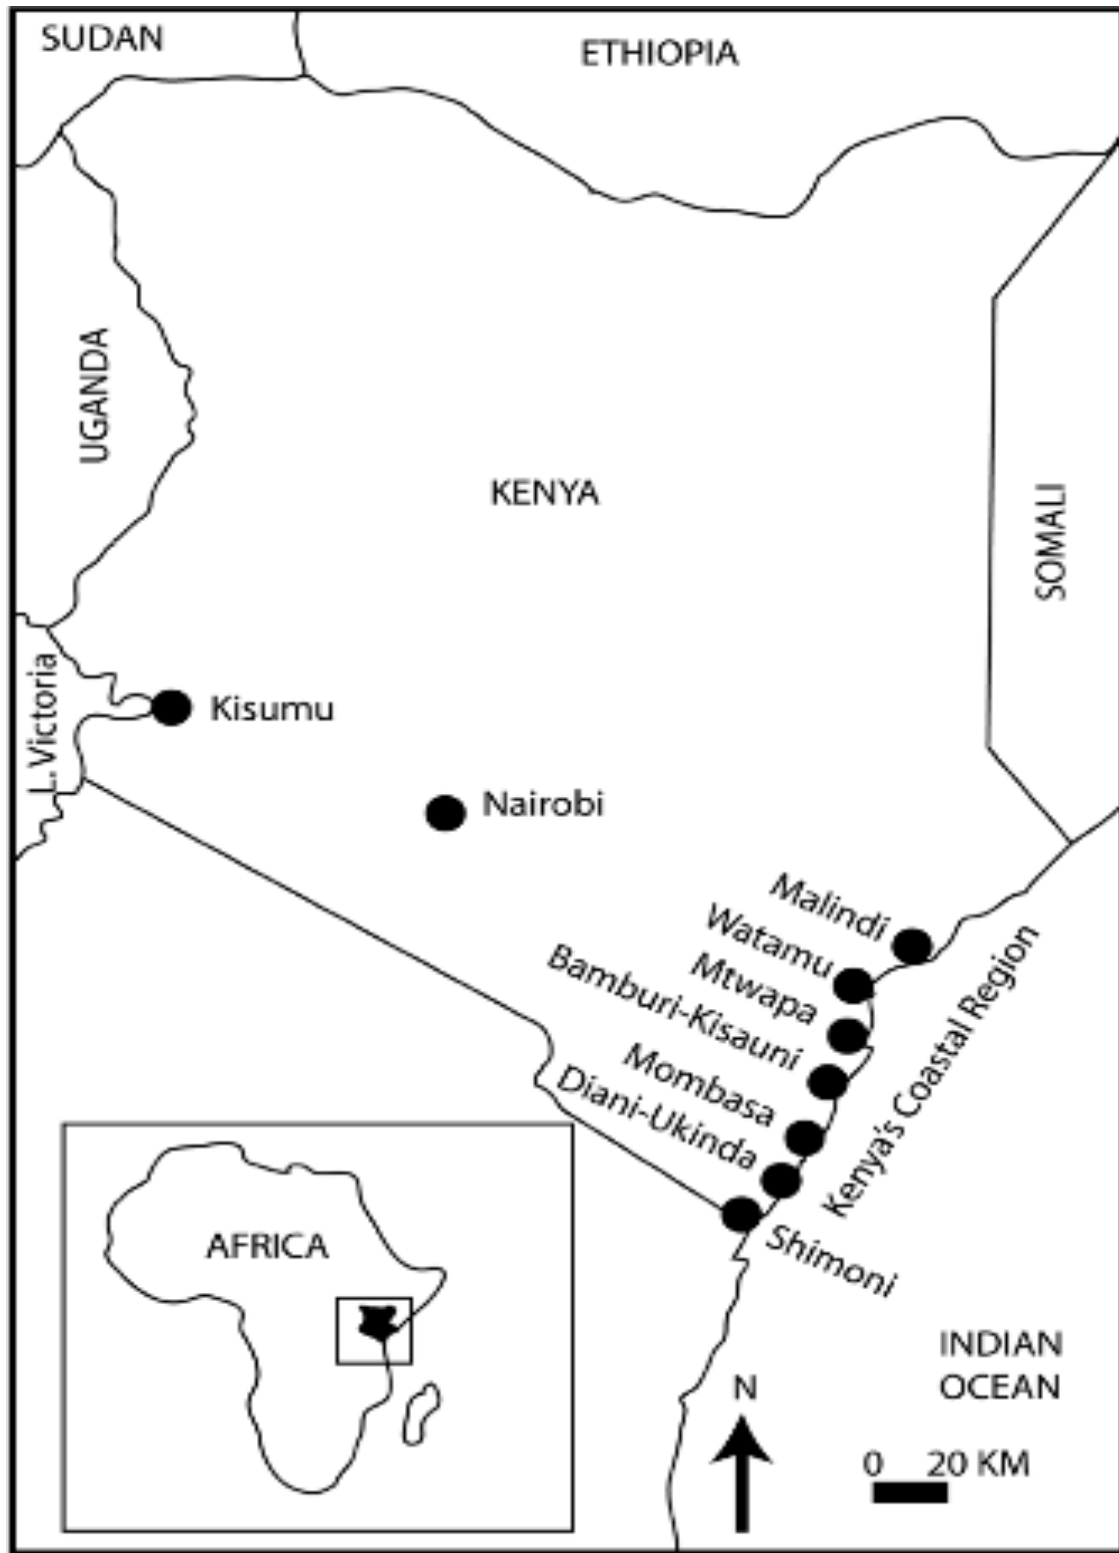 SUDAN
ETHIOPIA
UGANDA
KENYA
SOMALI
L. Victoria
Kisumu
Nairobi
Malindi
Watamu
Mtwapa
Bamburi-Kisauni
Mombasa
Diani-Ukinda
Shimoni
Kenya's Coastal Region
AFRICA
INDIAN
OCEAN
N
0 20 KM